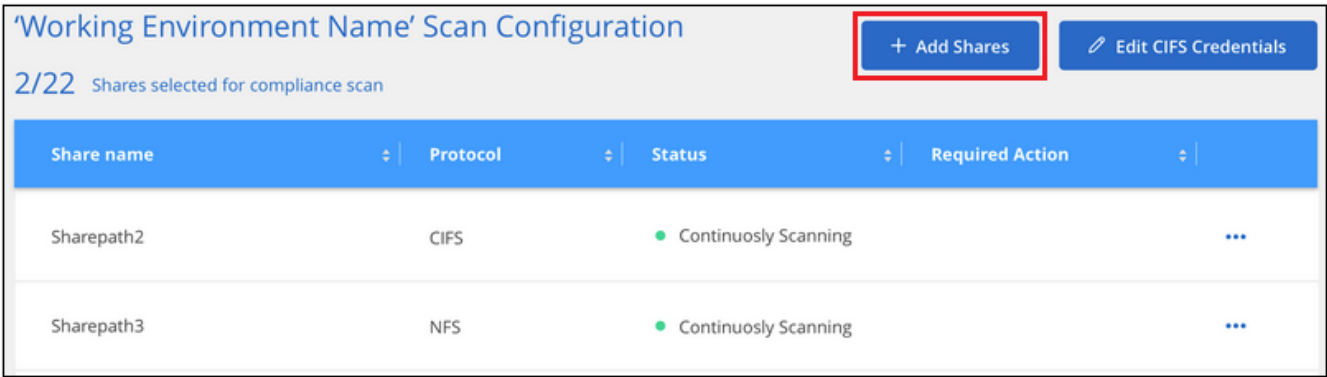 ‘Working Environment Name’ Scan Configuration
+ Add Shares
Edit CIFS Credentials
2/22 Shares selected for compliance scan
Share name Protocol Status Required Action
Sharepath2 CIFS Continuosly Scanning
Sharepath3 NFS Continuosly Scanning